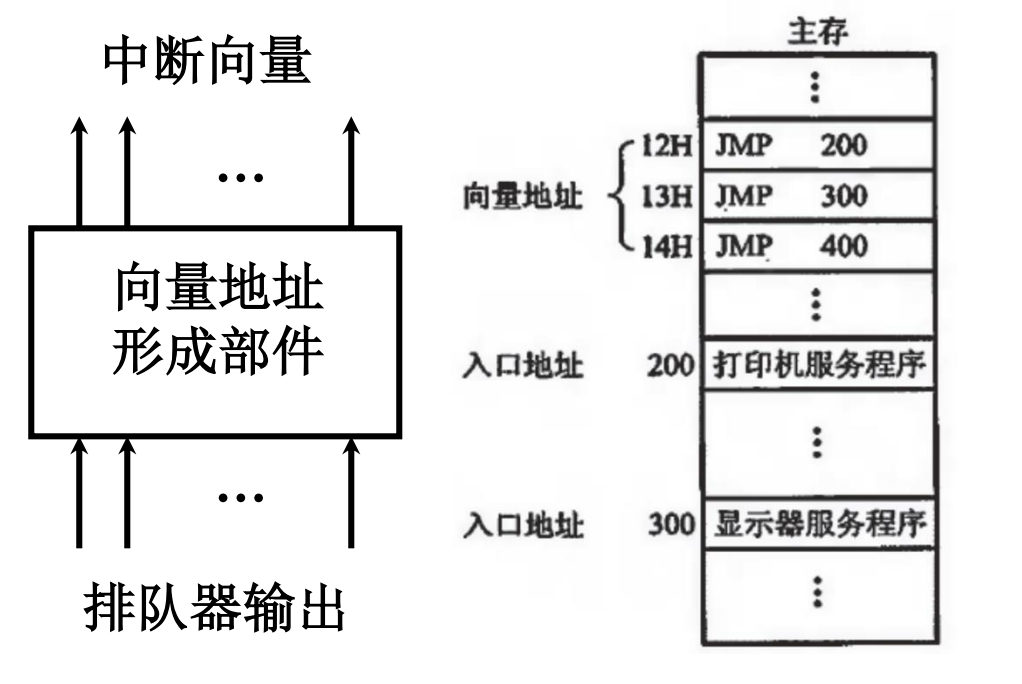 中断向量
…
向量地址
形成部件
…
排队器输出
主存
⋮
12H JMP 200
向量地址 13H JMP 300
14H JMP 400
⋮
入口地址 200 打印机服务程序
⋮
入口地址 300 显示器服务程序
⋮